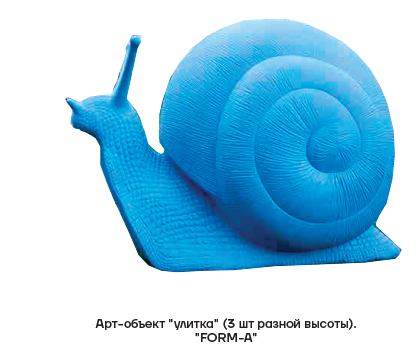 Арт-объект "улитка" (3 шт разной высоты).
"FORM-A"